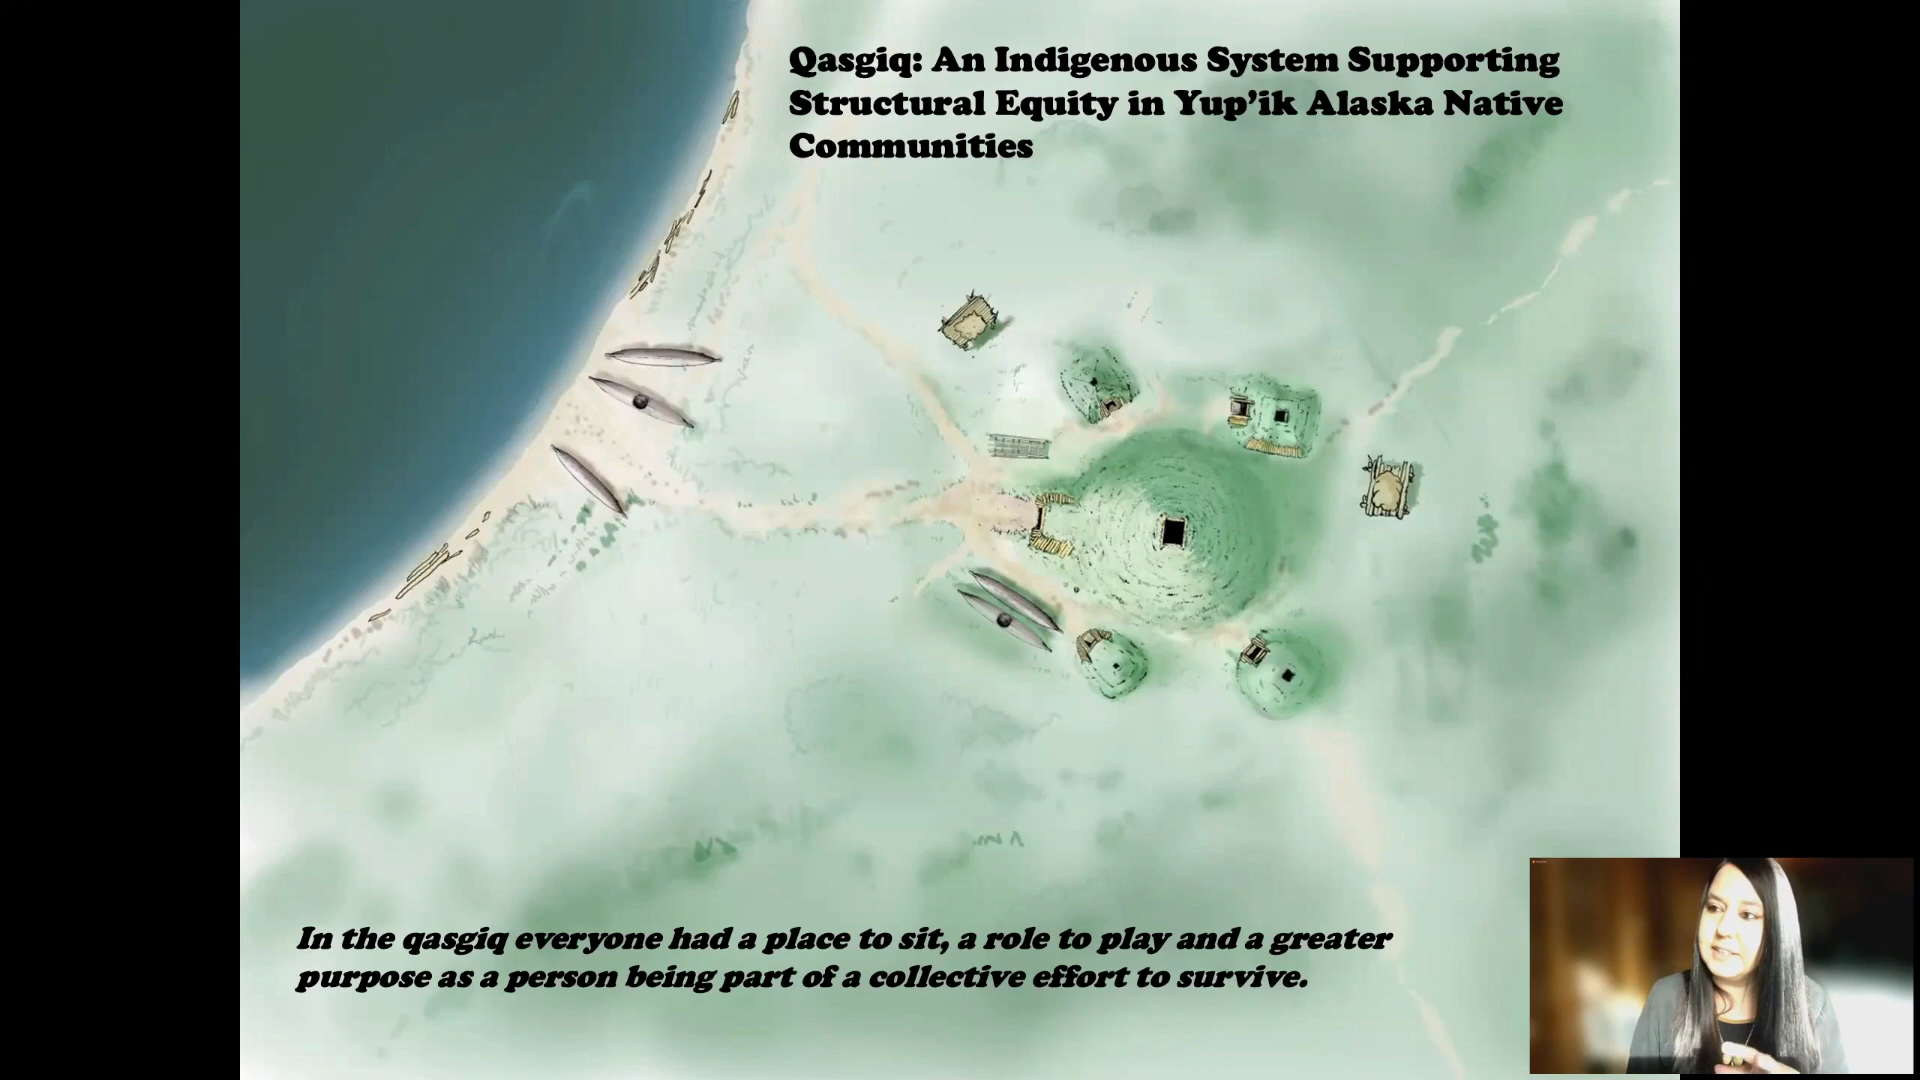 Qasgiq: An Indigenous System Supporting
Structural Equity in Yup’ik Alaska Native
Communities
In the qasgiq everyone had a place to sit, a role to play and a greater
purpose as a person being part of a collective effort to survive.